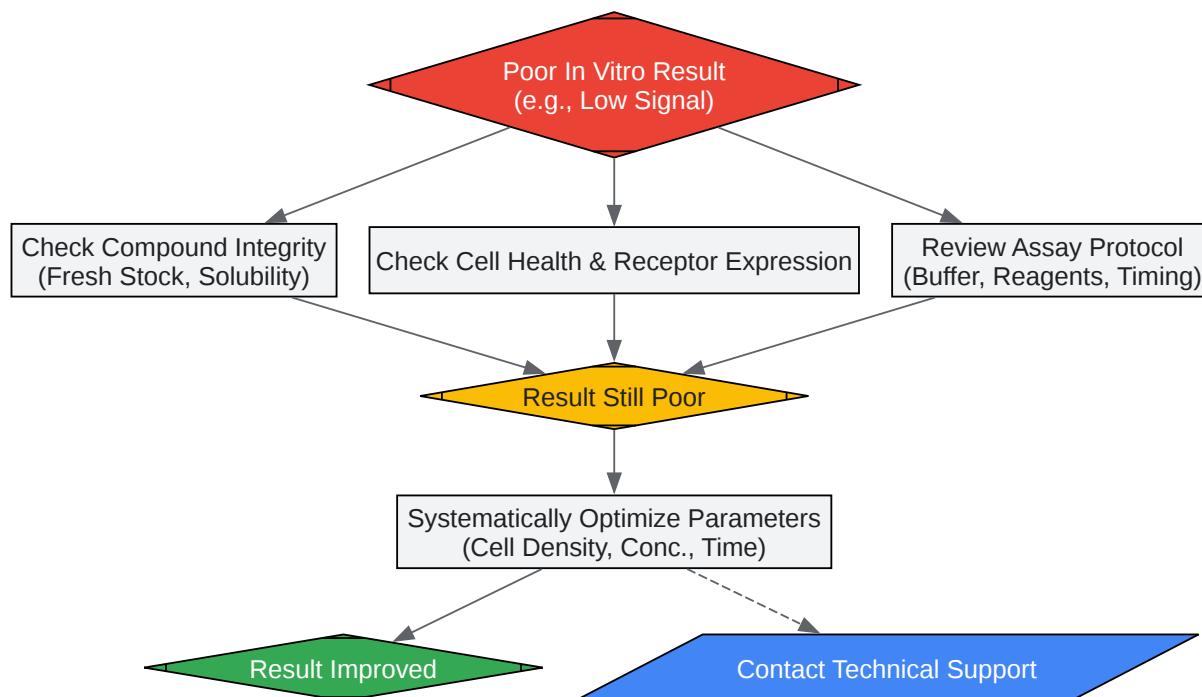 Poor In Vitro Result
(e.g., Low Signal)
Check Compound Integrity
(Fresh Stock, Solubility)
Check Cell Health & Receptor Expression
Review Assay Protocol
(Buffer, Reagents, Timing)
Result Still Poor
Systematically Optimize Parameters
(Cell Density, Conc., Time)
Result Improved
Contact Technical Support